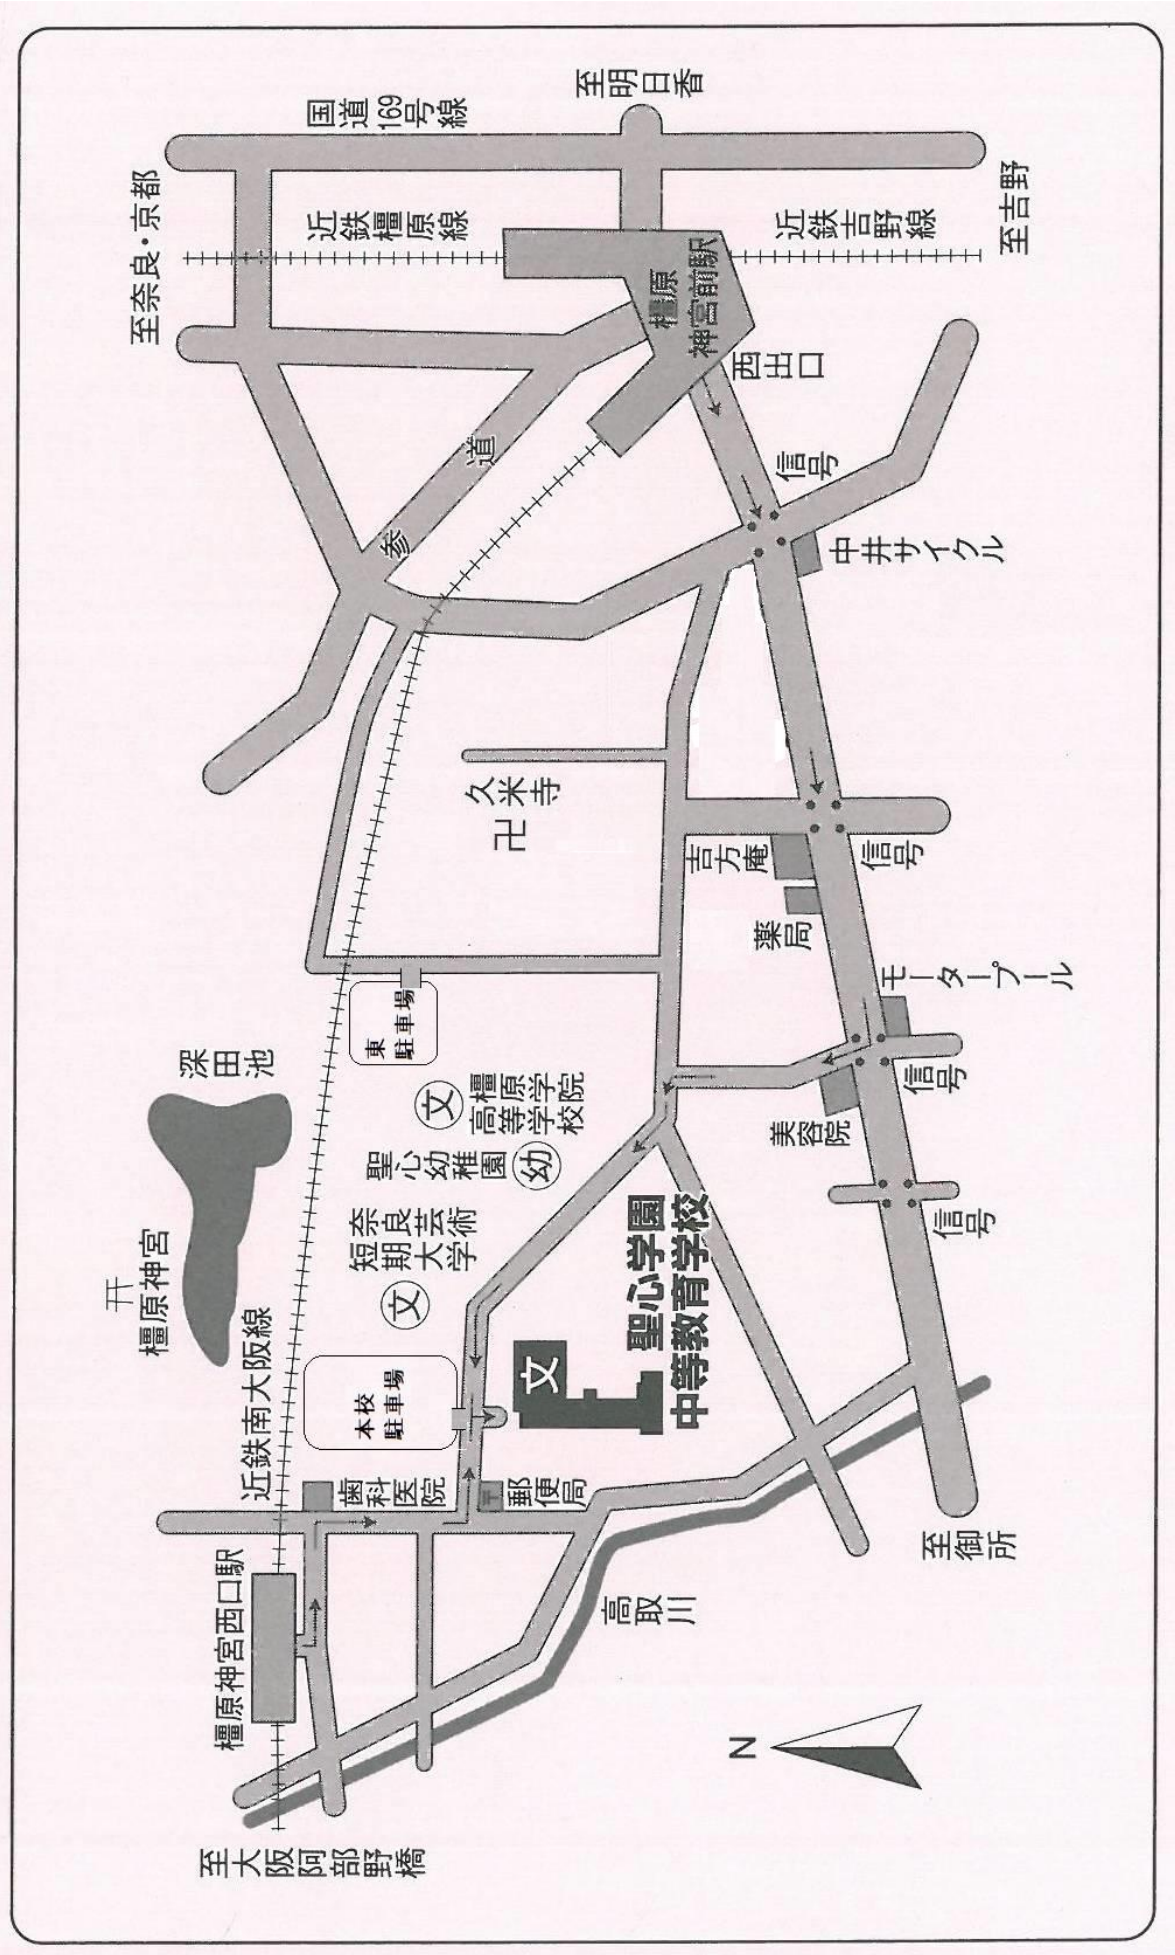 至大阪阿部野橋
橿原神宮西口駅
近鉄南大阪線
橿原神宮
深田池
歯科医院
郵便局
〒
高取川
N
本校
駐車場
文
短期大学
奈良芸術
文
聖心学園
中等教育学校
聖心幼稚園
幼
文
高等学校
橿原学院
東
駐車場
至御所
信号
美容院
信号
モータープール
薬局
吉方庵
信号
久米寺
卍
参道
中井サイクル
信号
西出口
橿原
神宮前駅
至奈良・京都
近鉄橿原線
近鉄吉野線
至吉野
国道169号線
至明日香